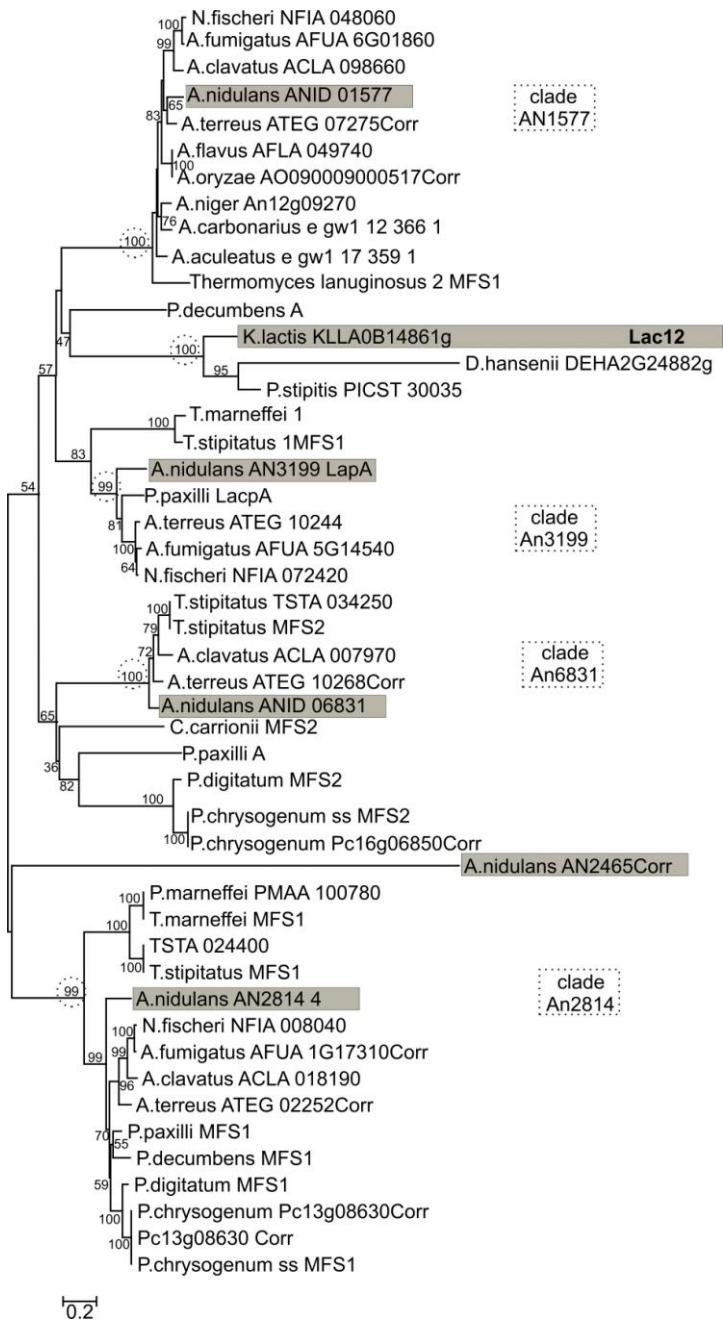 N.fischeri NFIA 048060
100
99
A.fumigatus AFUA 6G01860
A.clavatus ACLA 098660
A.nidulans ANID 01577
65
83
clade
AN1577
A.terreus ATEG 07275Corr
A.flavus AFLA 049740
100
A.oryzae AO090009000517Corr
A.niger An12g09270
76
A.carbonarius e gw1 12 366 1
100
A.aculeatus e gw1 17 359 1
Thermomyces lanuginosus 2 MFS1
P.decumbens A
47
K.lactis KLLA0B14861g Lac12
100
D.hansenii DEHA2G24882g
95
57
P.stipitis PICST 30035
T.marneffei 1
100
T.stipitatus 1MFS1
83
A.nidulans AN3199 LapA
54
99
P.paxilli LacpA
81
A.terreus ATEG 10244
clade
An3199
100
A.fumigatus AFUA 5G14540
64
N.fischeri NFIA 072420
T.stipitatus TSTA 034250
100
79
T.stipitatus MFS2
72
A.clavatus ACLA 007970
clade
An6831
100
A.terreus ATEG 10268Corr
A.nidulans ANID 06831
65
C.carrionii MFS2
36
P.paxilli A
82
P.digitatum MFS2
100
P.chrysogenum ss MFS2
100
P.chrysogenum Pc16g06850Corr
A.nidulans AN2465Corr
P.marneffei PMAA 100780
100
T.marneffei MFS1
100
TSTA 024400
100
T.stipitatus MFS1
99
clade
An2814
A.nidulans AN2814 4
N.fischeri NFIA 008040
100
99
A.fumigatus AFUA 1G17310Corr
99
A.clavatus ACLA 018190
96
A.terreus ATEG 02252Corr
70
P.paxilli MFS1
55
P.decumbens MFS1
59
P.digitatum MFS1
100
P.chrysogenum Pc13g08630Corr
100
Pc13g08630 Corr
P.chrysogenum ss MFS1
0.2